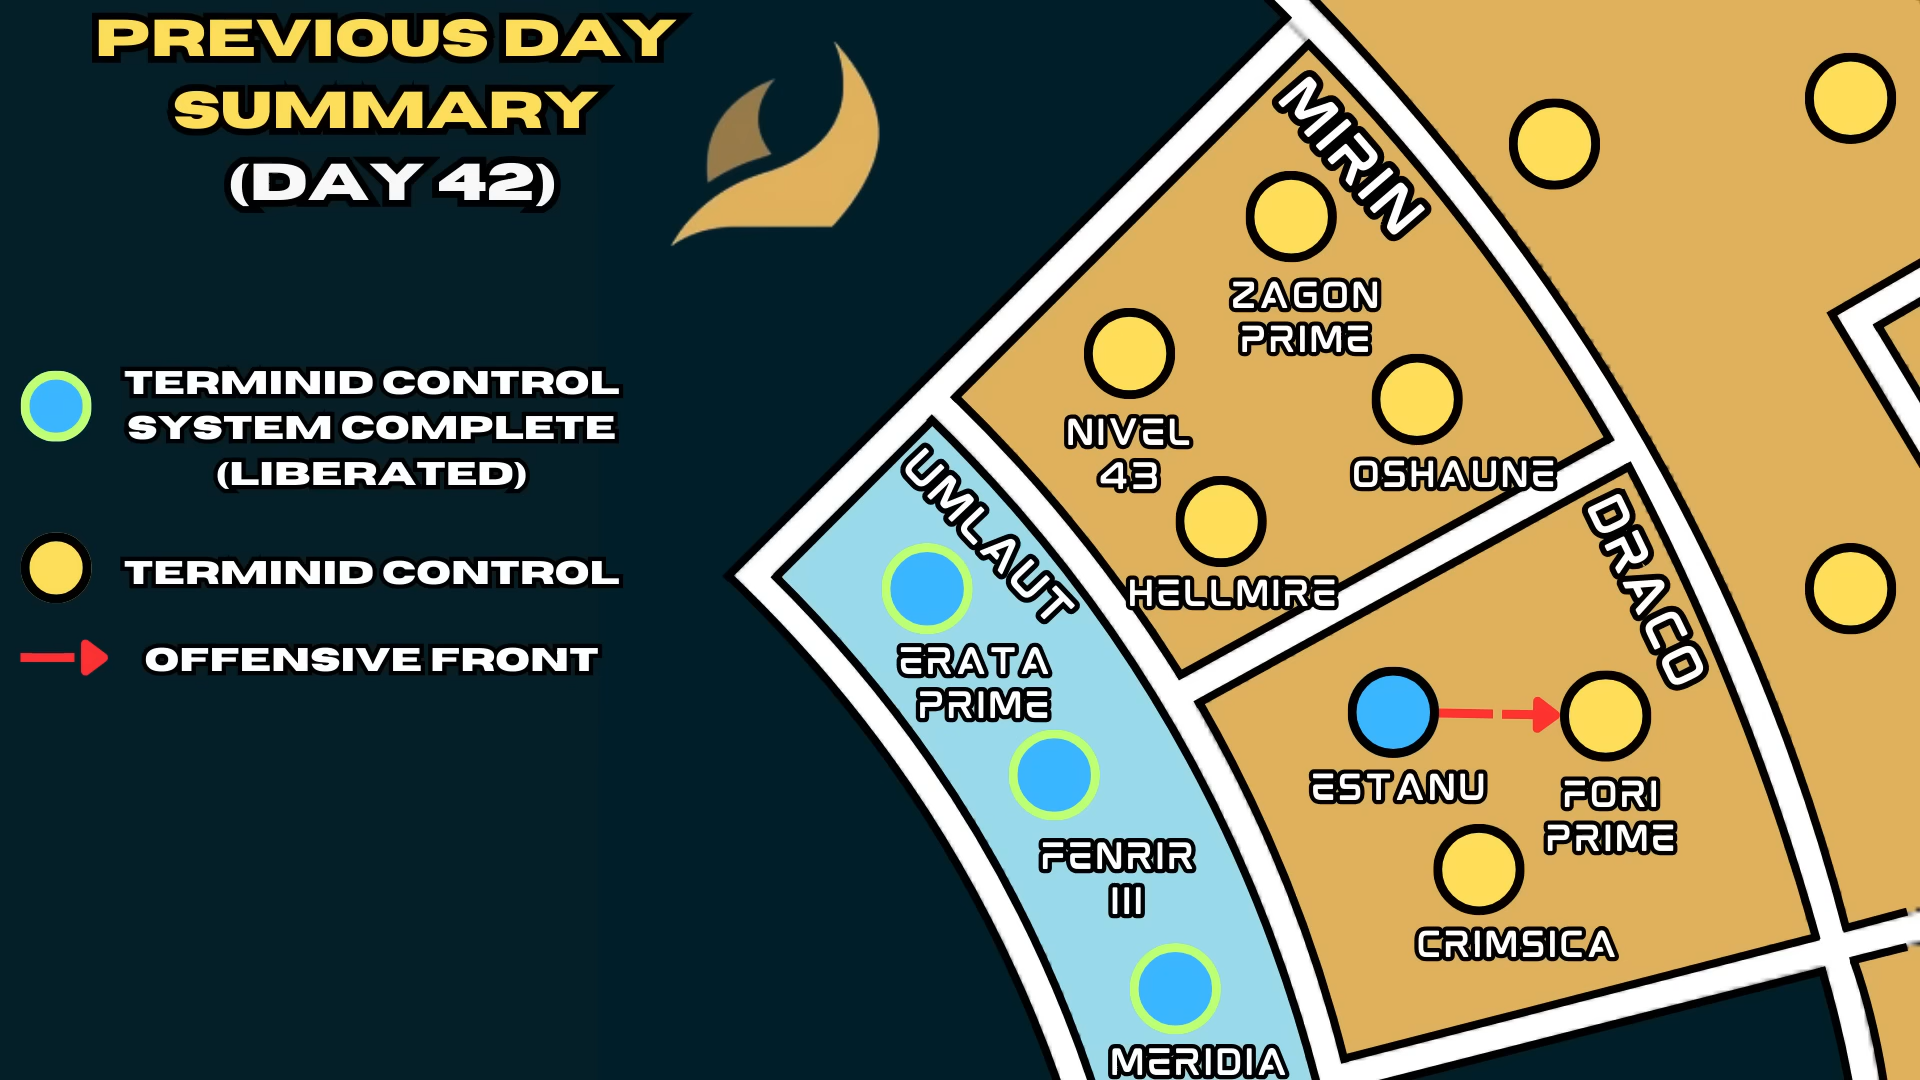 PREVIOUS DAY
SUMMARY
(DAY 42)
TERMINID CONTROL
SYSTEM COMPLETE
(LIBERATED)
TERMINID CONTROL
OFFENSIVE FRONT
MIRIN
ZAGON
PRIME
NIVEL
43
OSHAUNE
HELLMIRE
UMLAUT
ERATA
PRIME
FENRIR
III
MERIDIA
DRACO
ESTANU
FORI
PRIME
CRIMSICA